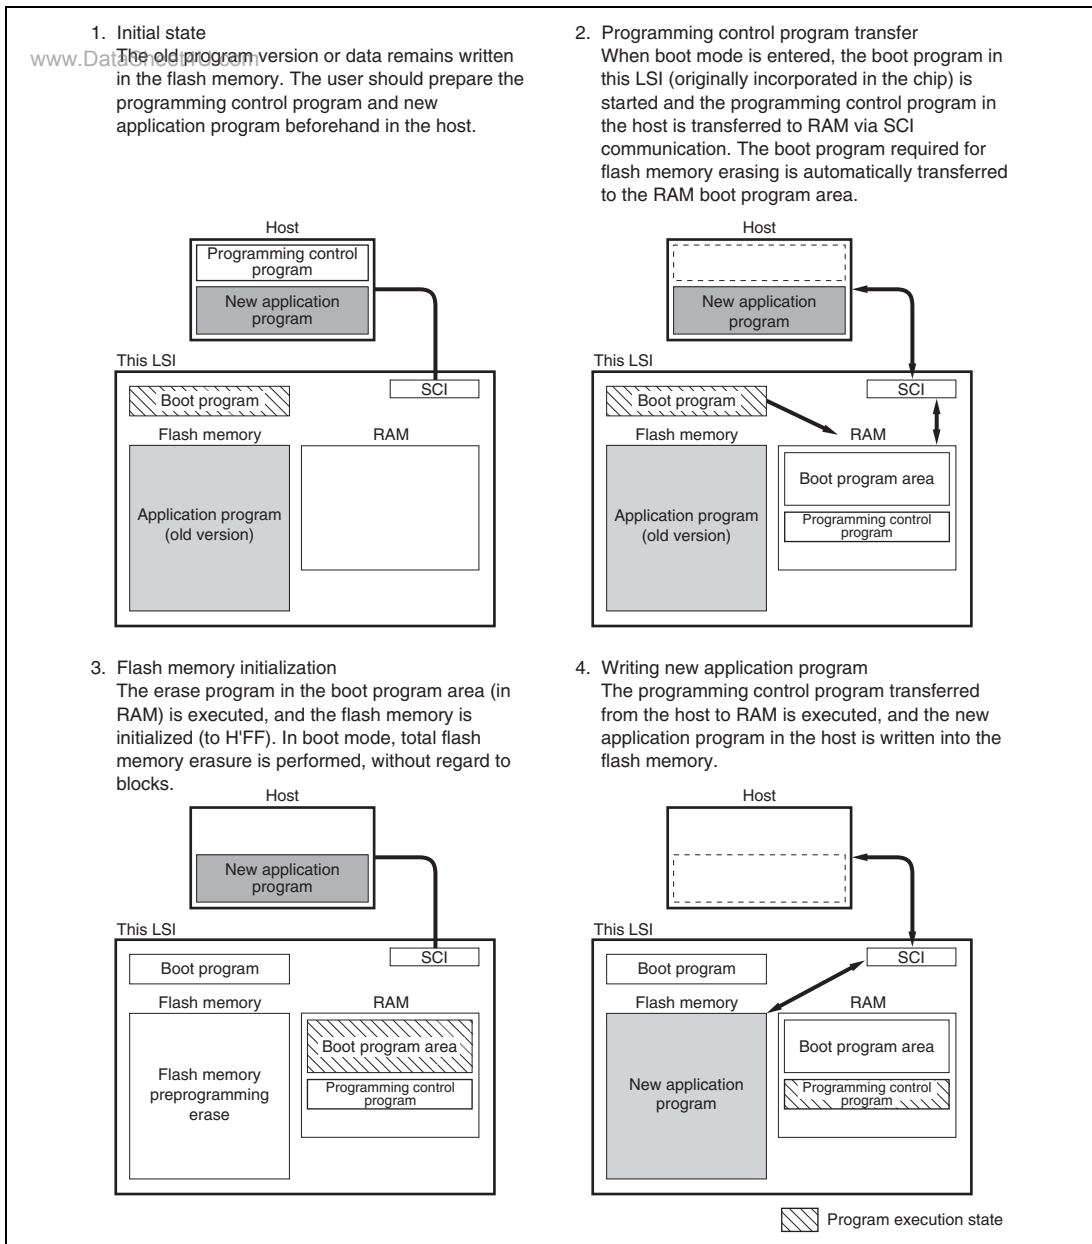 1. Initial state
The old program version or data remains written
www.DataSheet4U.com
in the flash memory. The user should prepare the
programming control program and new
application program beforehand in the host.
Host
Programming control
program
New application
program
This LSI
SCI
Boot program
Flash memory
RAM
Application program
(old version)
2. Programming control program transfer
When boot mode is entered, the boot program in
this LSI (originally incorporated in the chip) is
started and the programming control program in
the host is transferred to RAM via SCI
communication. The boot program required for
flash memory erasing is automatically transferred
to the RAM boot program area.
Host
New application
program
This LSI
SCI
Boot program
Flash memory
RAM
Boot program area
Application program
(old version)
Programming control
program
3. Flash memory initialization
The erase program in the boot program area (in
RAM) is executed, and the flash memory is
initialized (to H'FF). In boot mode, total flash
memory erasure is performed, without regard to
blocks.
Host
New application
program
This LSI
SCI
Boot program
Flash memory
RAM
Boot program area
Flash memory
preprogramming
erase
Programming control
program
4. Writing new application program
The programming control program transferred
from the host to RAM is executed, and the new
application program in the host is written into the
flash memory.
Host
This LSI
SCI
Boot program
Flash memory
RAM
Boot program area
New application
program
Programming control
program
Program execution state